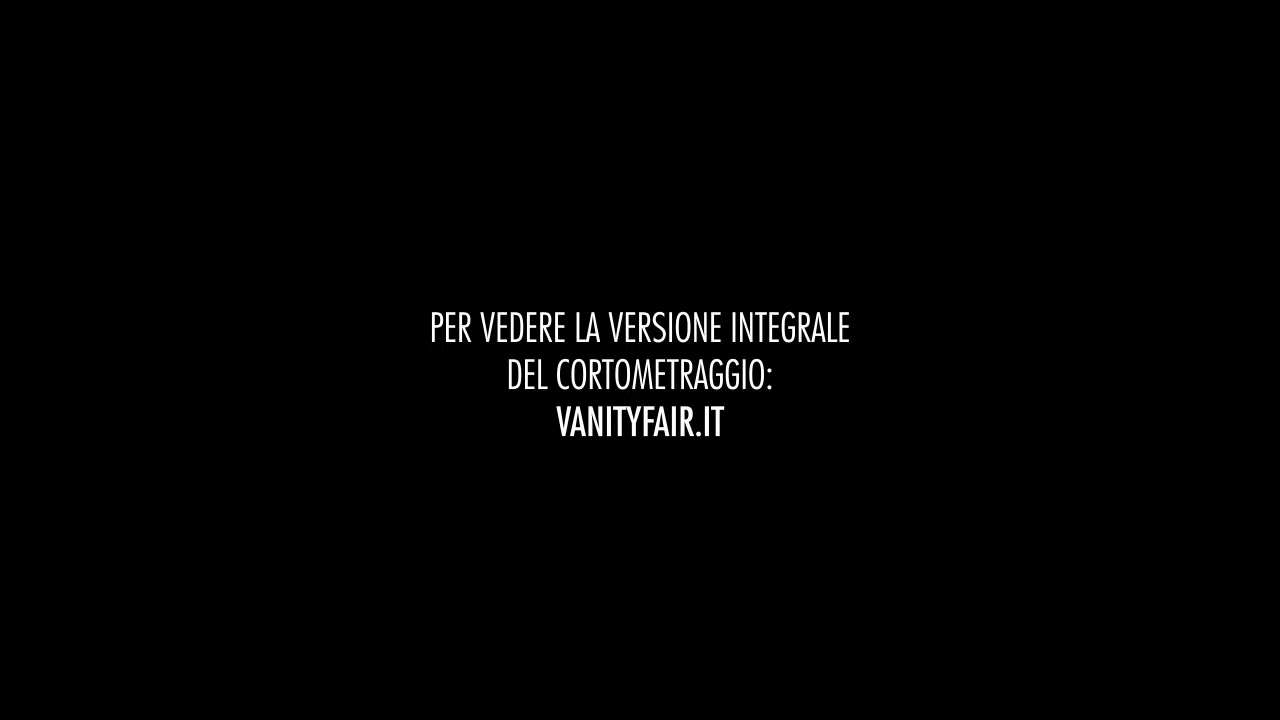 PER VEDERE LA VERSIONE INTEGRALE
DEL CORTOMETRAGGIO:
VANITYFAIR.IT